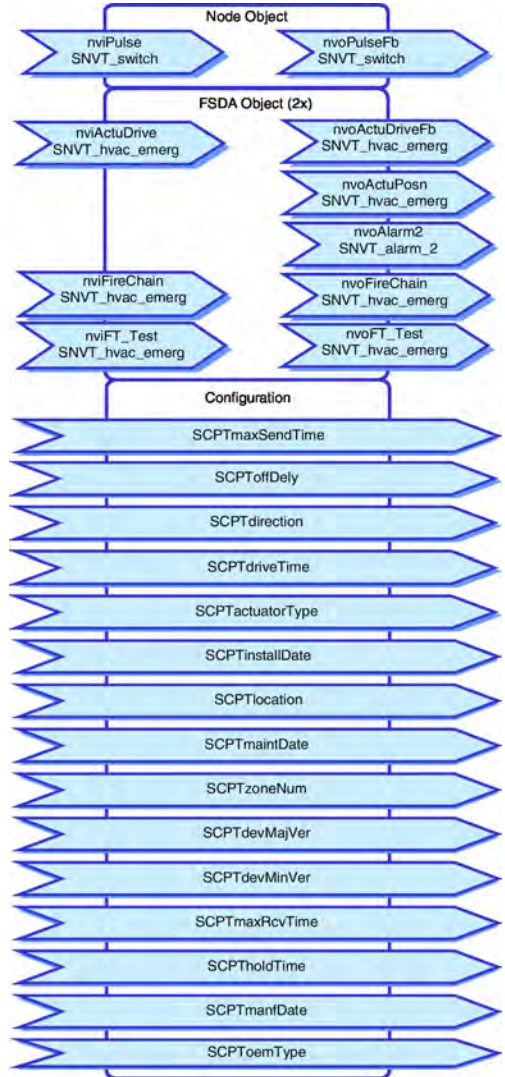 Node Object
nviPulse
SNVT_switch
nvoPulseFb
SNVT_switch
FSDA Object (2x)
nviActuDrive
SNVT_hvac_emerg
nvoActuDriveFb
SNVT_hvac_emerg
nvoActuPosn
SNVT_hvac_emerg
nvoAlarm2
SNVT_alarm_2
nviFireChain
SNVT_hvac_emerg
nvoFireChain
SNVT_hvac_emerg
nviFT_Test
SNVT_hvac_emerg
nvoFT_Test
SNVT_hvac_emerg
Configuration
SCPTmaxSendTime
SCPToffDely
SCPTdirection
SCPTdriveTime
SCPTactuatorType
SCPTinstallDate
SCPTlocation
SCPTmaintDate
SCPTzoneNum
SCPTdevMajVer
SCPTdevMinVer
SCPTmaxRcvTime
SCPTholdTime
SCPTmanfDate
SCPToemType